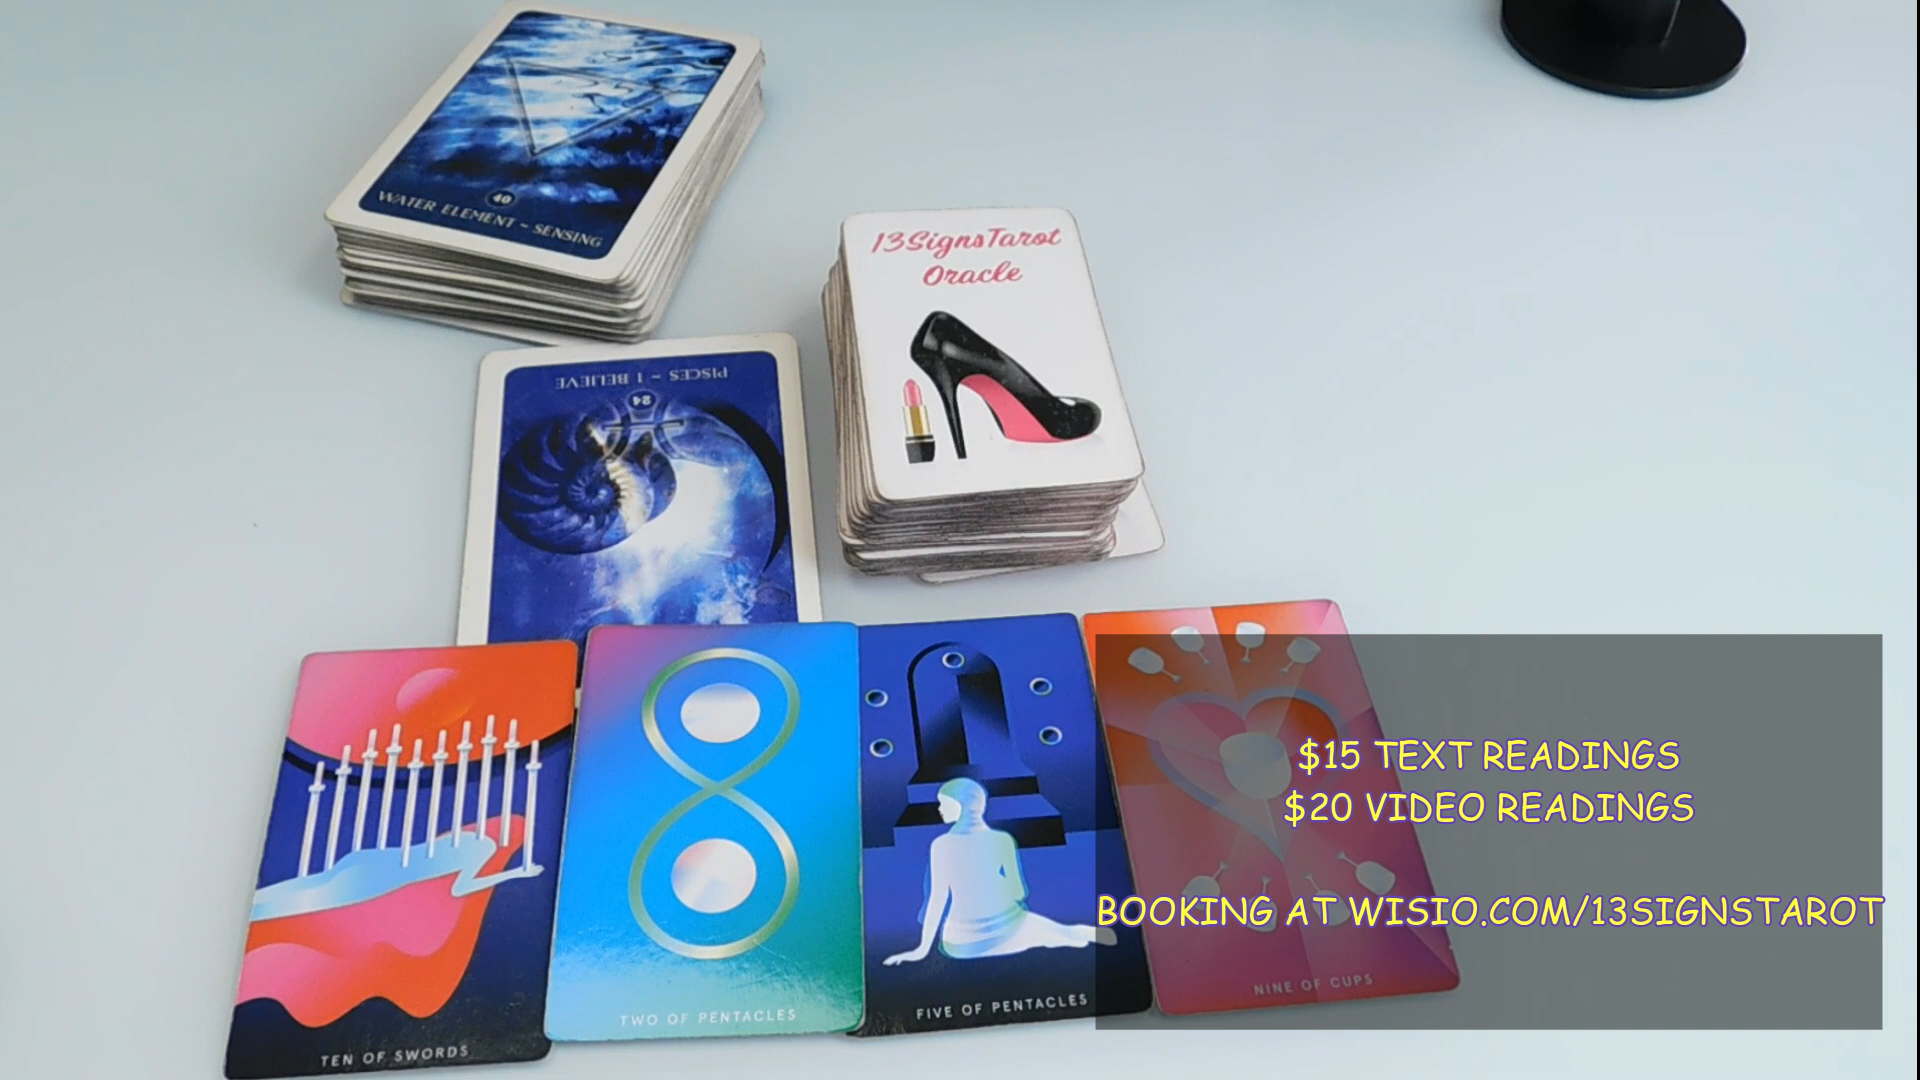 40
WATER ELEMENT ~ SENSING
13SignsTarot
Oracle
PISCES ~ I BELIEVE
24
TEN OF SWORDS
TWO OF PENTACLES
FIVE OF PENTACLES
NINE OF CUPS
$15 TEXT READINGS
$20 VIDEO READINGS
BOOKING AT WISIO.COM/13SIGNSTAROT